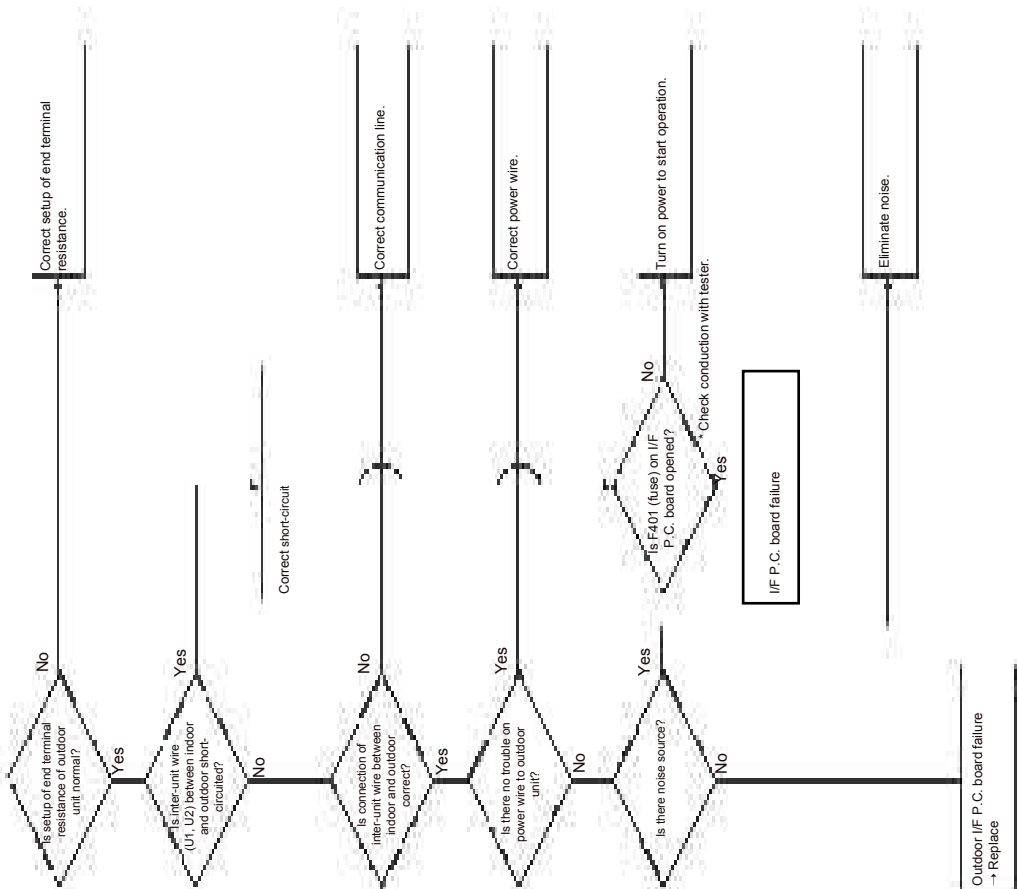 Is setup of end terminal
resistance of outdoor
unit normal?
No
Yes
Correct setup of end terminal
resistance.
Is inter-unit wire
(U1, U2) between indoor
and outdoor short-
circuited?
Yes
No
Correct short-circuit
Is connection of
inter-unit wire between
indoor and outdoor
correct?
No
Yes
Correct communication line.
Is there no trouble on
power wire to outdoor
unit?
Yes
No
Correct power wire.
Is there noise source?
Yes
No
Is F401 (fuse) on I/F
P.C. board opened?
No
Yes
* Check conduction with tester.
Turn on power to start operation.
I/F P.C. board failure
Eliminate noise.
Outdoor I/F P.C. board failure
→ Replace